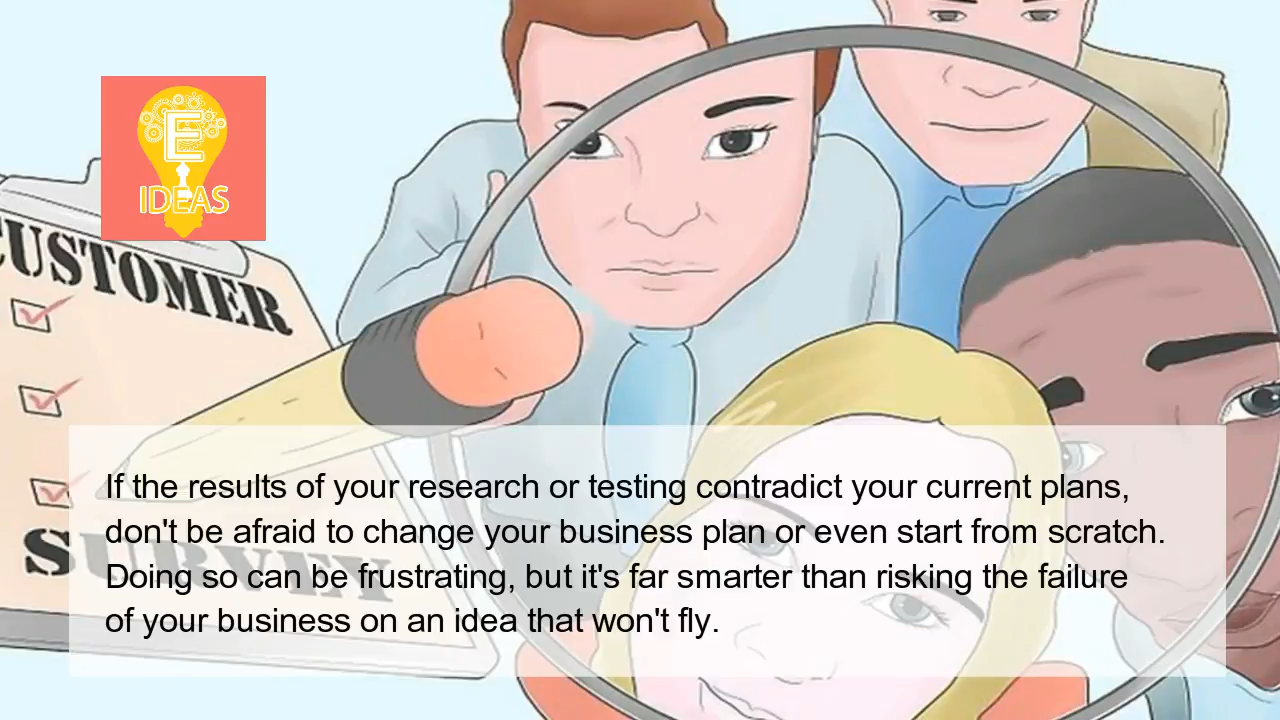 E
IDEAS
CUSTOMER
SURVEY
If the results of your research or testing contradict your current plans,
don't be afraid to change your business plan or even start from scratch.
Doing so can be frustrating, but it's far smarter than risking the failure
of your business on an idea that won't fly.